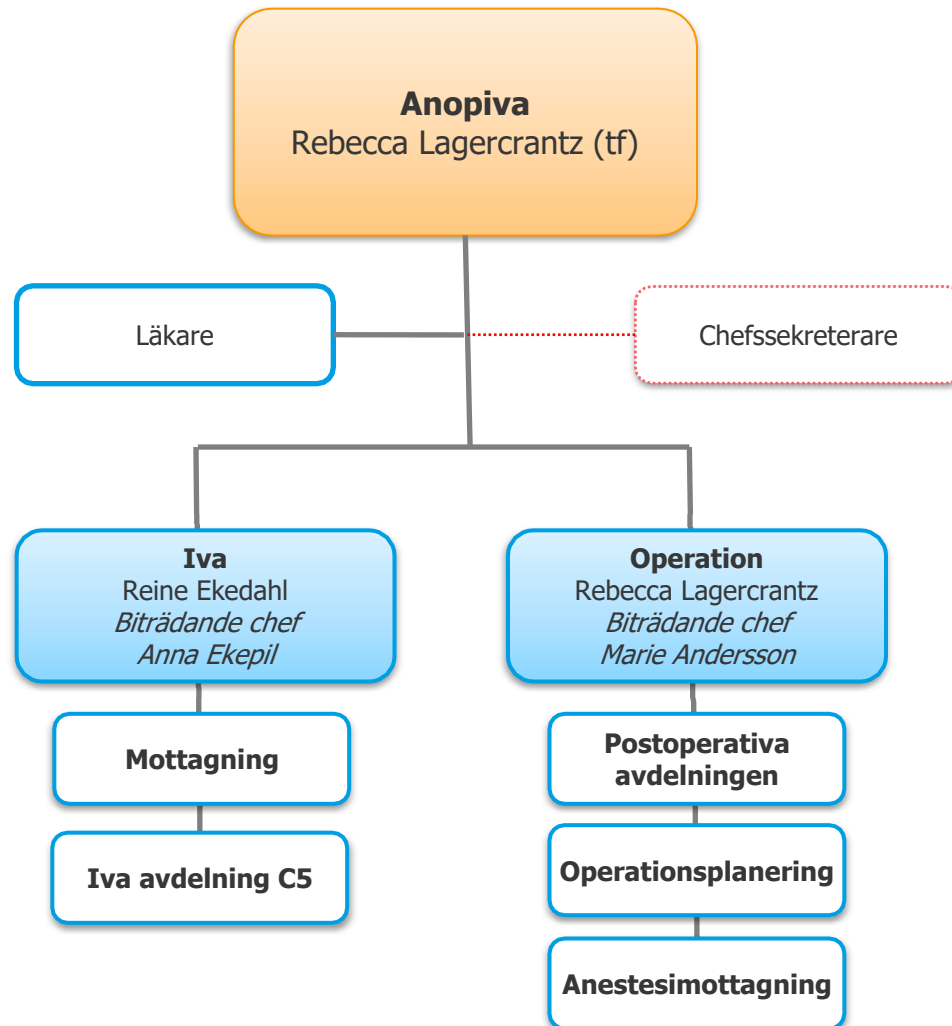 Anopiva
Rebecca Lagercrantz (tf)
Läkare
Chefssekreterare
Iva
Reine Ekedahl
Biträdande chef
Anna Ekepil
Operation
Rebecca Lagercrantz
Biträdande chef
Marie Andersson
Mottagning
Iva avdelning C5
Postoperativa
avdelningen
Operationsplanering
Anestesimottagning